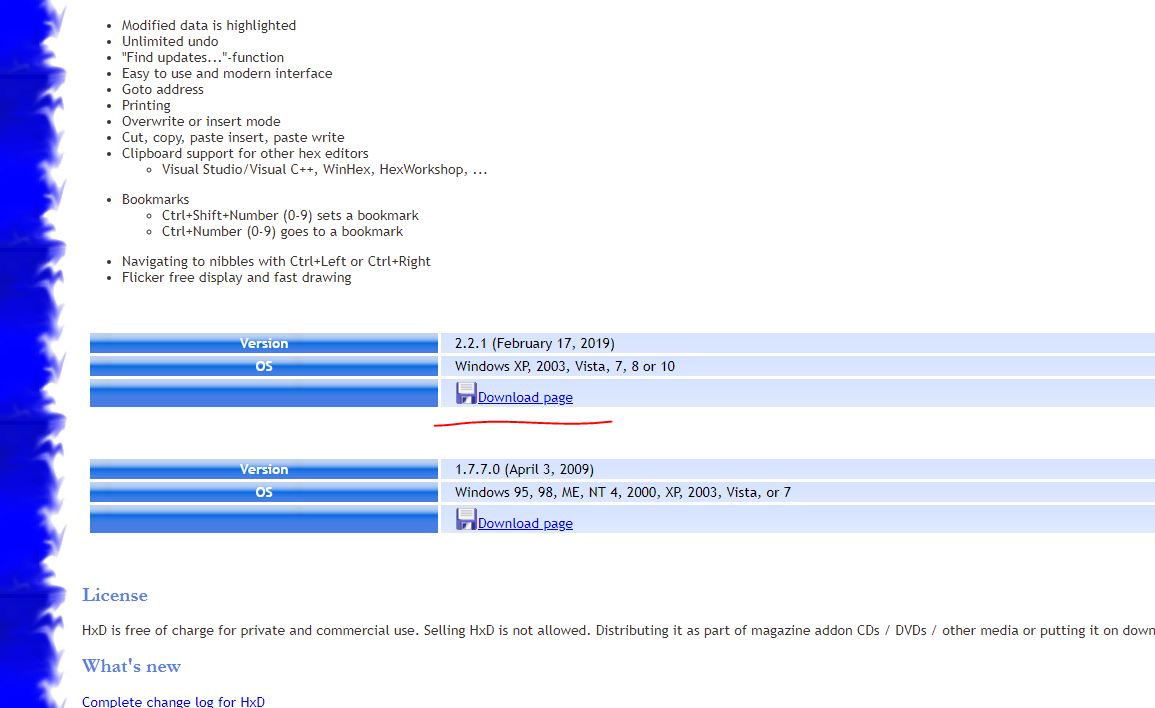 Modified data is highlighted
Unlimited undo
"Find updates..."-function
Easy to use and modern interface
Goto address
Printing
Overwrite or insert mode
Cut, copy, paste insert, paste write
Clipboard support for other hex editors
Visual Studio/Visual C++, WinHex, HexWorkshop, ...
Bookmarks
Ctrl+Shift+Number (0-9) sets a bookmark
Ctrl+Number (0-9) goes to a bookmark
Navigating to nibbles with Ctrl+Left or Ctrl+Right
Flicker free display and fast drawing
Version 2.2.1 (February 17, 2019)
OS Windows XP, 2003, Vista, 7, 8 or 10
Download page
Version 1.7.7.0 (April 3, 2009)
OS Windows 95, 98, ME, NT 4, 2000, XP, 2003, Vista, or 7
Download page
License
HxD is free of charge for private and commercial use. Selling HxD is not allowed. Distributing it as part of magazine addon CDs / DVDs / other media or putting it on down
What's new
Complete change log for HxD